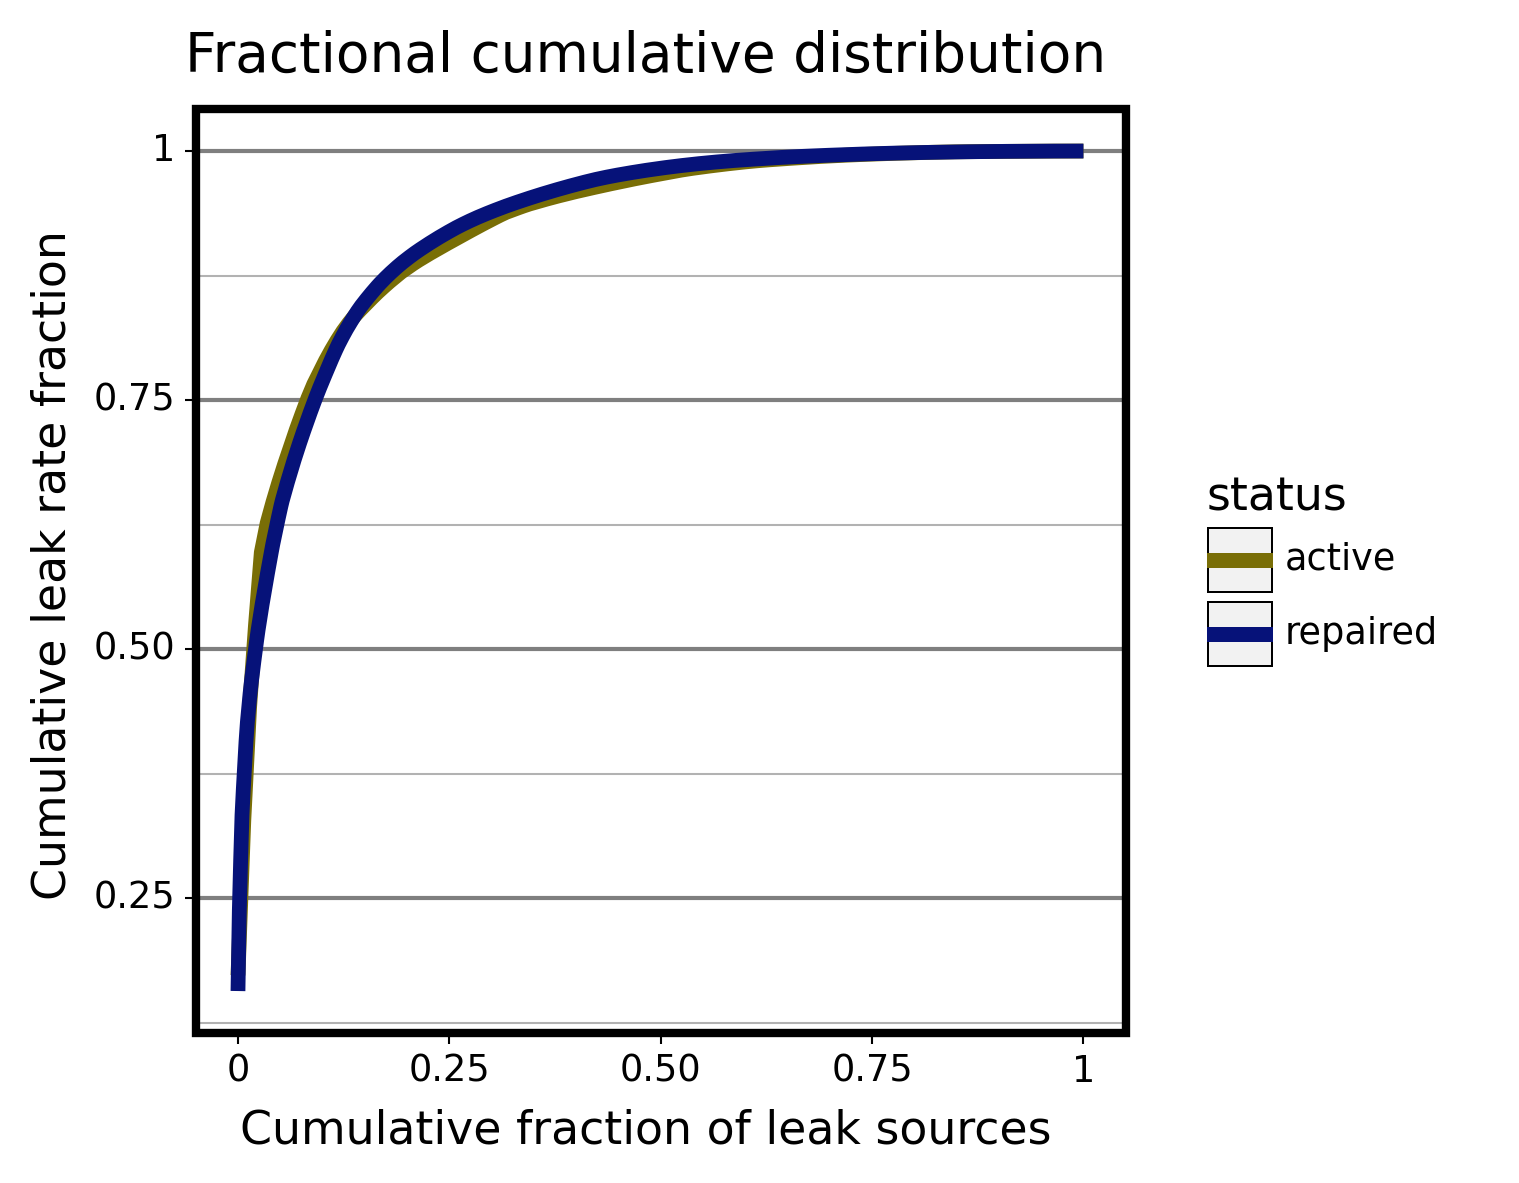 Fractional cumulative distribution
Cumulative leak rate fraction
1
0.75
0.50
0.25
0
0.25
0.50
0.75
1
Cumulative fraction of leak sources
status
active
repaired